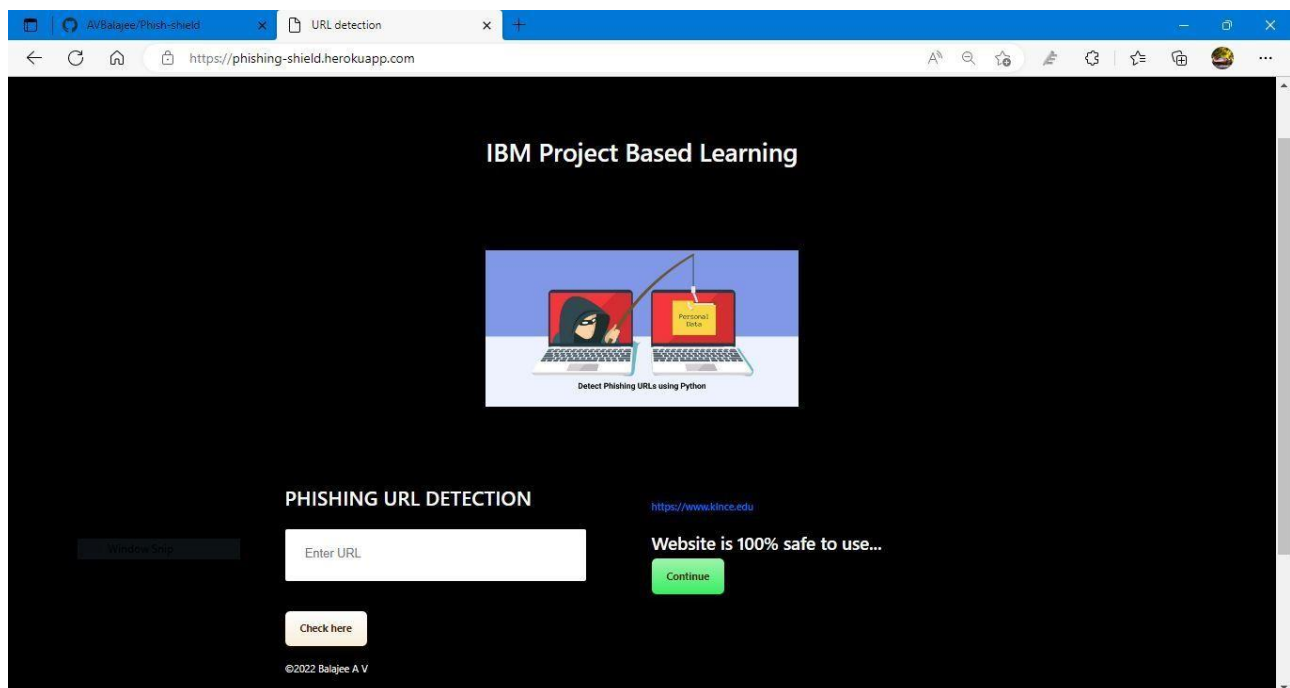 AVBalajee/Phish-shield
URL detection
https://phishing-shield.herokuapp.com
IBM Project Based Learning
Personal
Data
Detect Phishing URLs using Python
PHISHING URL DETECTION
https://www.kince.edu
Enter URL
Website is 100% safe to use...
Continue
Window Snip
Check here
©2022 Balajee A V